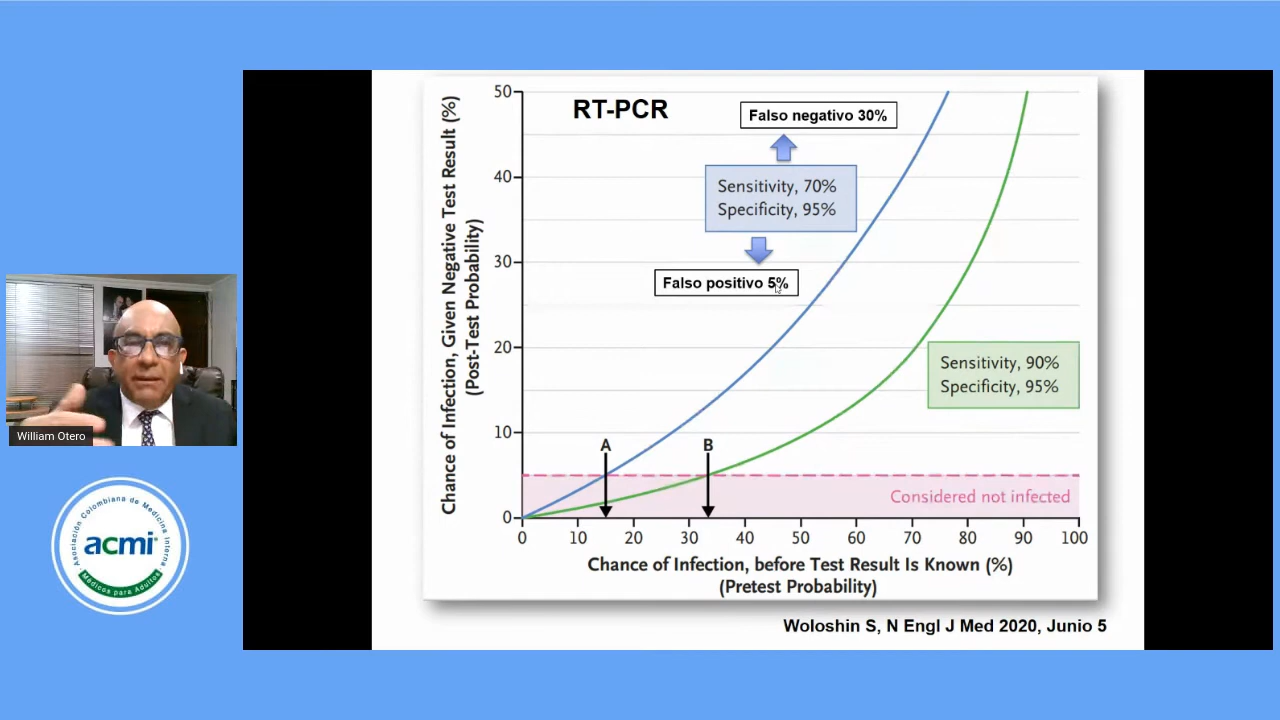 RT-PCR
Falso negativo 30%
Sensitivity, 70%
Specificity, 95%
Falso positivo 5%
Sensitivity, 90%
Specificity, 95%
A
B
Considered not infected
50
40
30
20
10
0
0 10 20 30 40 50 60 70 80 90 100
Chance of Infection, Given Negative Test Result (%)
(Post-Test Probability)
Chance of Infection, before Test Result Is Known (%)
(Pretest Probability)
Woloshin S, N Engl J Med 2020, Junio 5
William Otero
Asociación Colombiana de Medicina Interna
acmi
Médicos para Adultos